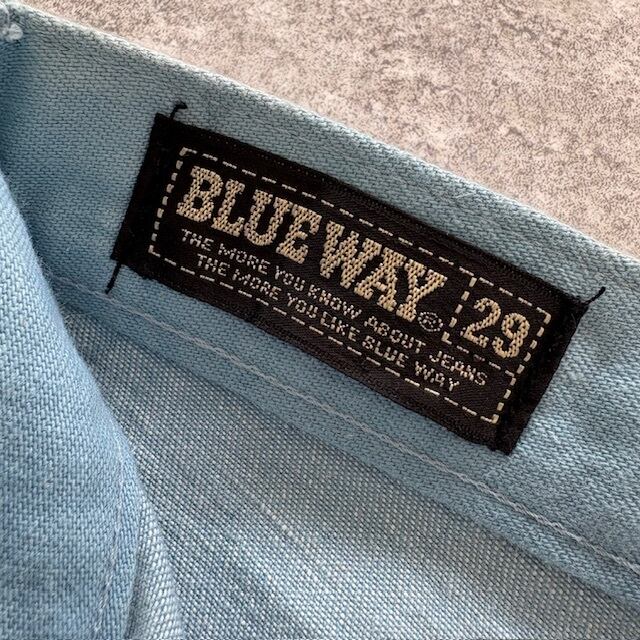 BLUE WAY® 29
THE MORE YOU KNOW ABOUT JEANS
THE MORE YOU LIKE BLUE WAY